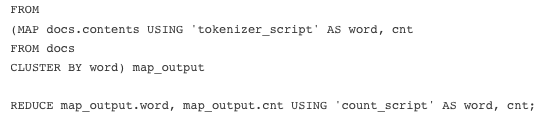 FROM
(MAP docs.contents USING 'tokenizer_script' AS word, cnt
FROM docs
CLUSTER BY word) map_output
REDUCE map_output.word, map_output.cnt USING 'count_script' AS word, cnt;